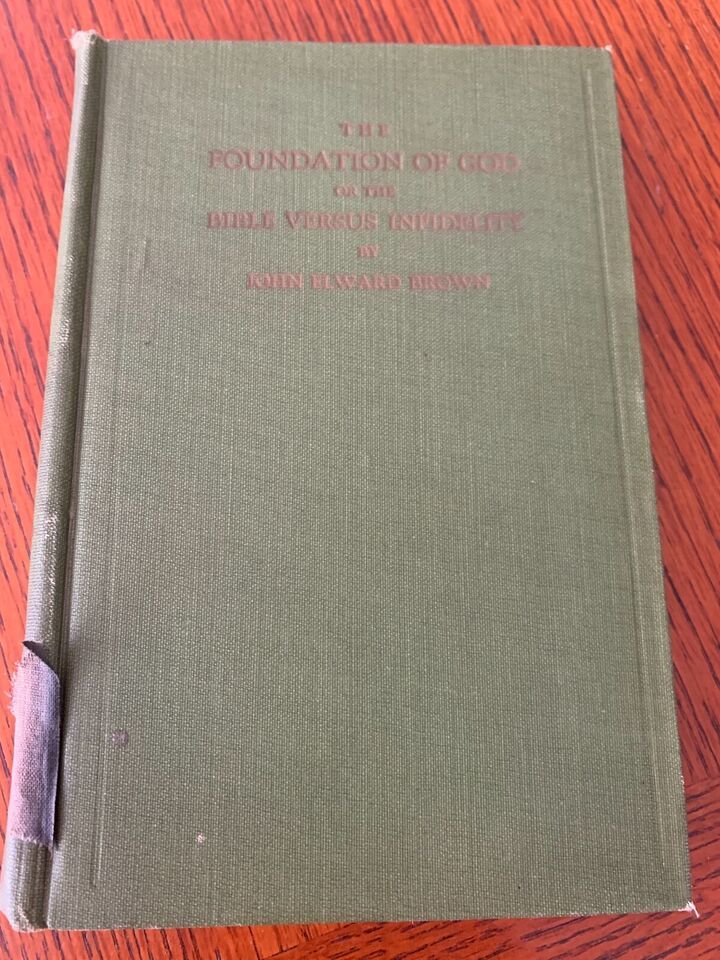 THE
FOUNDATION OF GOD
OR THE
BIBLE VERSUS INFIDELITY
BY
JOHN ELWARD BROWN